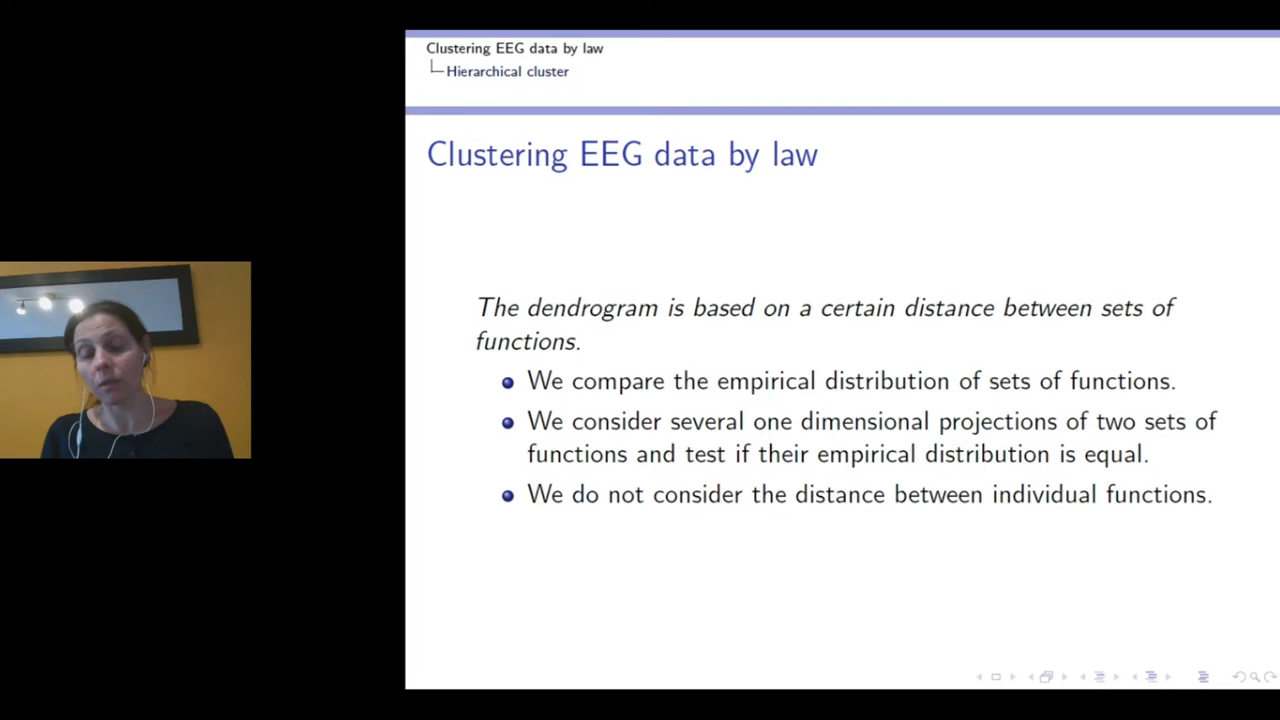 Clustering EEG data by law
Hierarchical cluster
Clustering EEG data by law
The dendrogram is based on a certain distance between sets of
functions.
We compare the empirical distribution of sets of functions.
We consider several one dimensional projections of two sets of
functions and test if their empirical distribution is equal.
We do not consider the distance between individual functions.